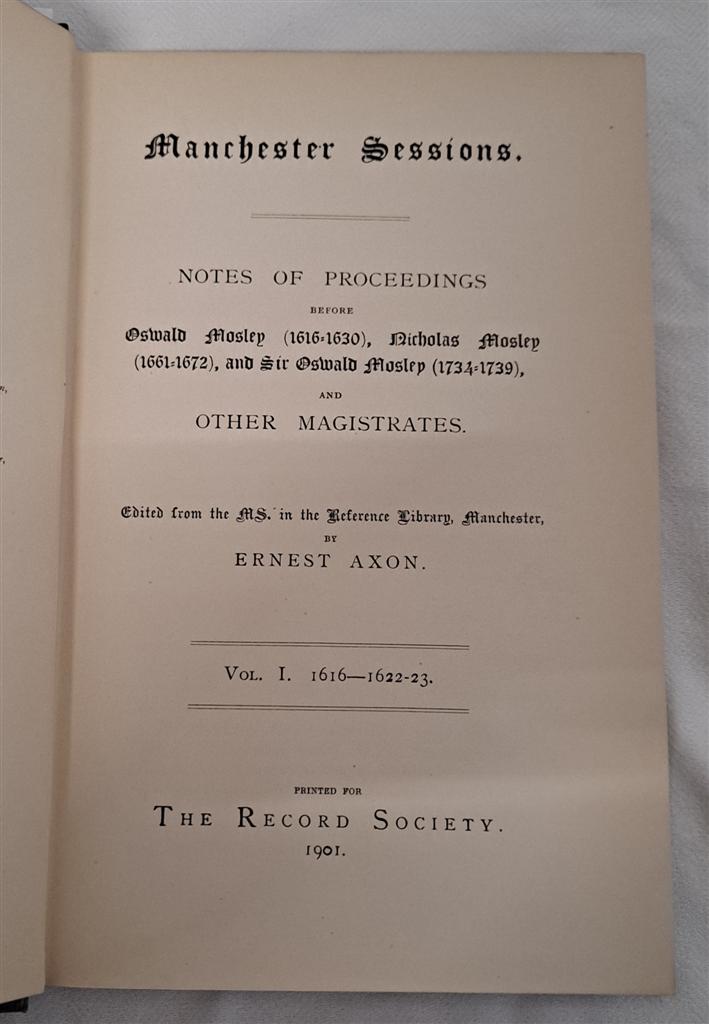 Manchester Sessions.
NOTES OF PROCEEDINGS
BEFORE
Oswald Mosley (1616-1630), Nicholas Mosley
(1661-1672), and Sir Oswald Mosley (1734-1739),
AND
OTHER MAGISTRATES.
Edited from the MS. in the Reference Library, Manchester,
BY
ERNEST AXON.
VOL. I. 1616—1622-23.
PRINTED FOR
THE RECORD SOCIETY.
1901.